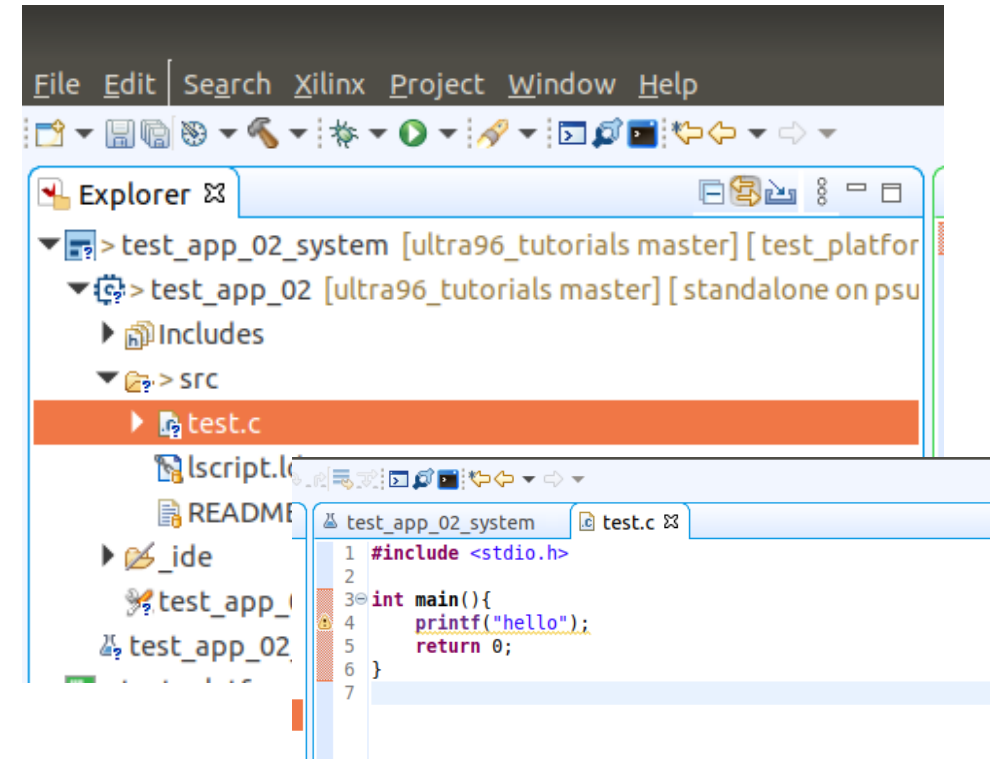 File Edit Search Xilinx Project Window Help
Explorer
> test_app_02_system [ultra96_tutorials master] [ test_platfor
> test_app_02 [ultra96_tutorials master] [ standalone on psu
Includes
> src
test.c
lscript.l
README
_ide
test_app_
test_app_02
test_app_02_system test.c
1 #include <stdio.h>
2
3 int main(){
4 printf("hello");
5 return 0;
6 }
7